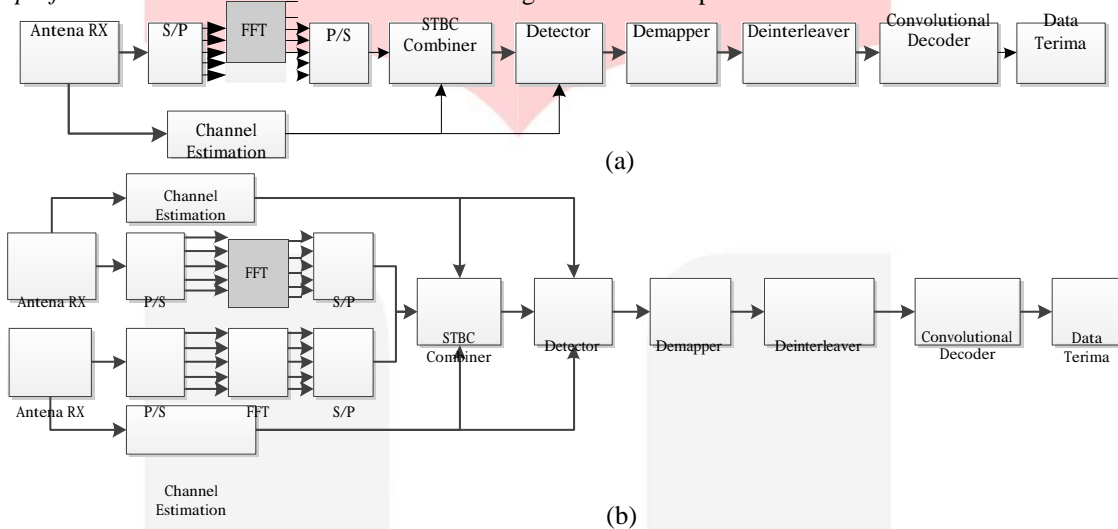 Antena RX
S/P
FFT
P/S
STBC
Combiner
Detector
Demapper
Deinterleaver
Convolutional
Decoder
Data
Terima
Channel
Estimation
(a)
Channel
Estimation
Antena RX
P/S
FFT
S/P
STBC
Combiner
Detector
Demapper
Deinterleaver
Convolutional
Decoder
Data
Terima
Antena RX
P/S
FFT
S/P
Channel
Estimation
(b)